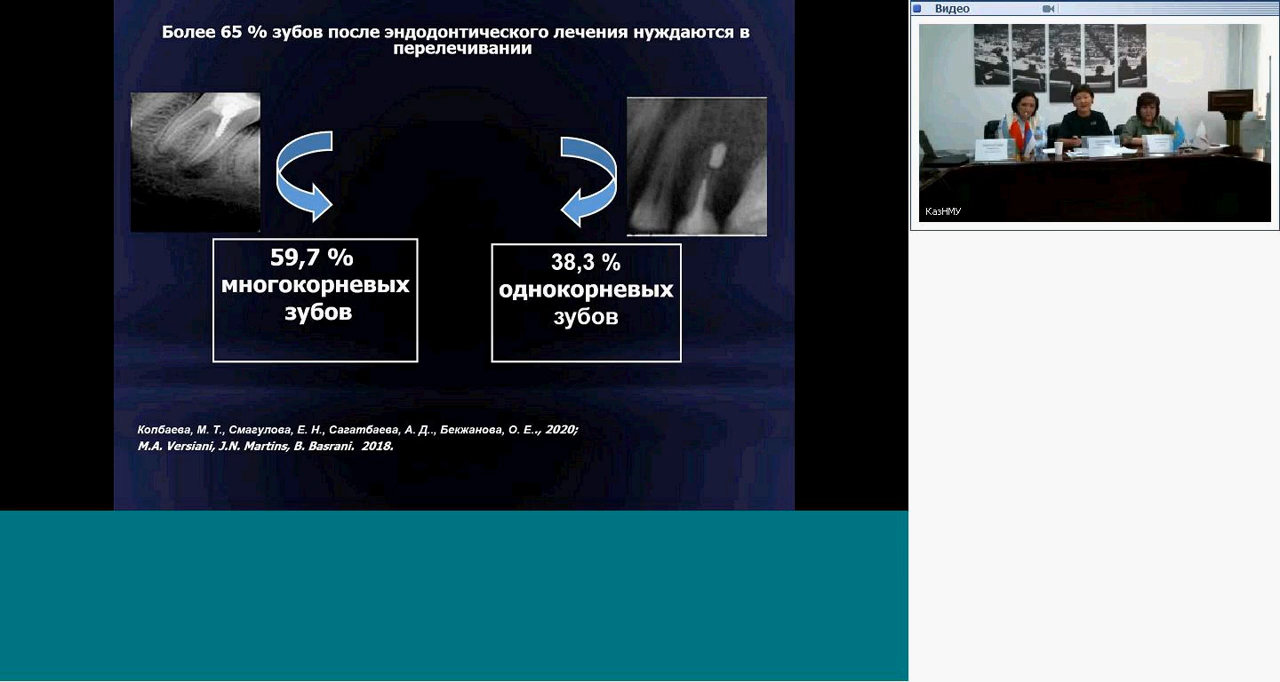 Более 65 % зубов после эндодонтического лечения нуждаются в
перелечивании
59,7 %
многокорневых
зубов
38,3 %
однокорневых
зубов
Копбаева, М. Т., Смагулова, Е. Н., Сагатбаева, А. Д.., Бекжанова, О. Е.., 2020;
M.A. Versiani, J.N. Martins, B. Basrani. 2018.
Видео
КазНМУ